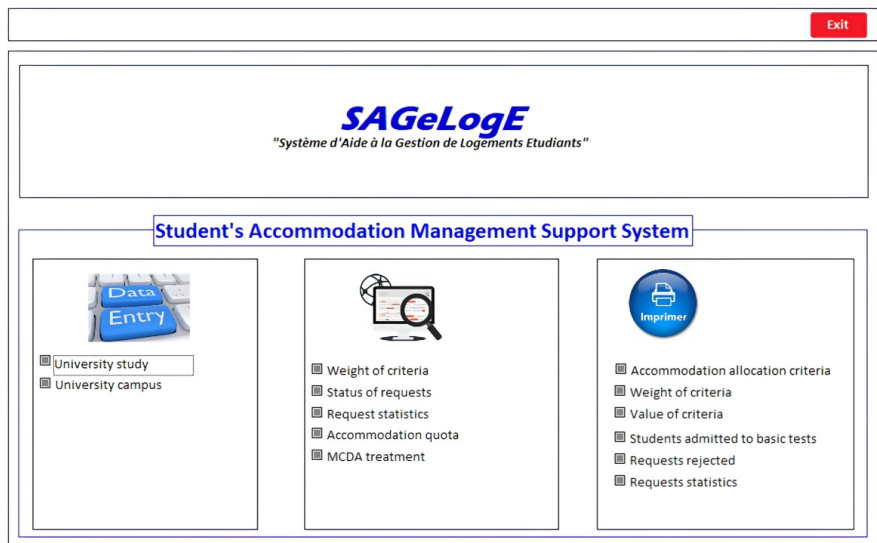 Exit
SAGeLogE
"Système d'Aide à la Gestion de Logements Etudiants"
Student's Accommodation Management Support System
Data
Entry
University study
University campus
Weight of criteria
Status of requests
Request statistics
Accommodation quota
MCDA treatment
Imprimer
Accommodation allocation criteria
Weight of criteria
Value of criteria
Students admitted to basic tests
Requests rejected
Requests statistics